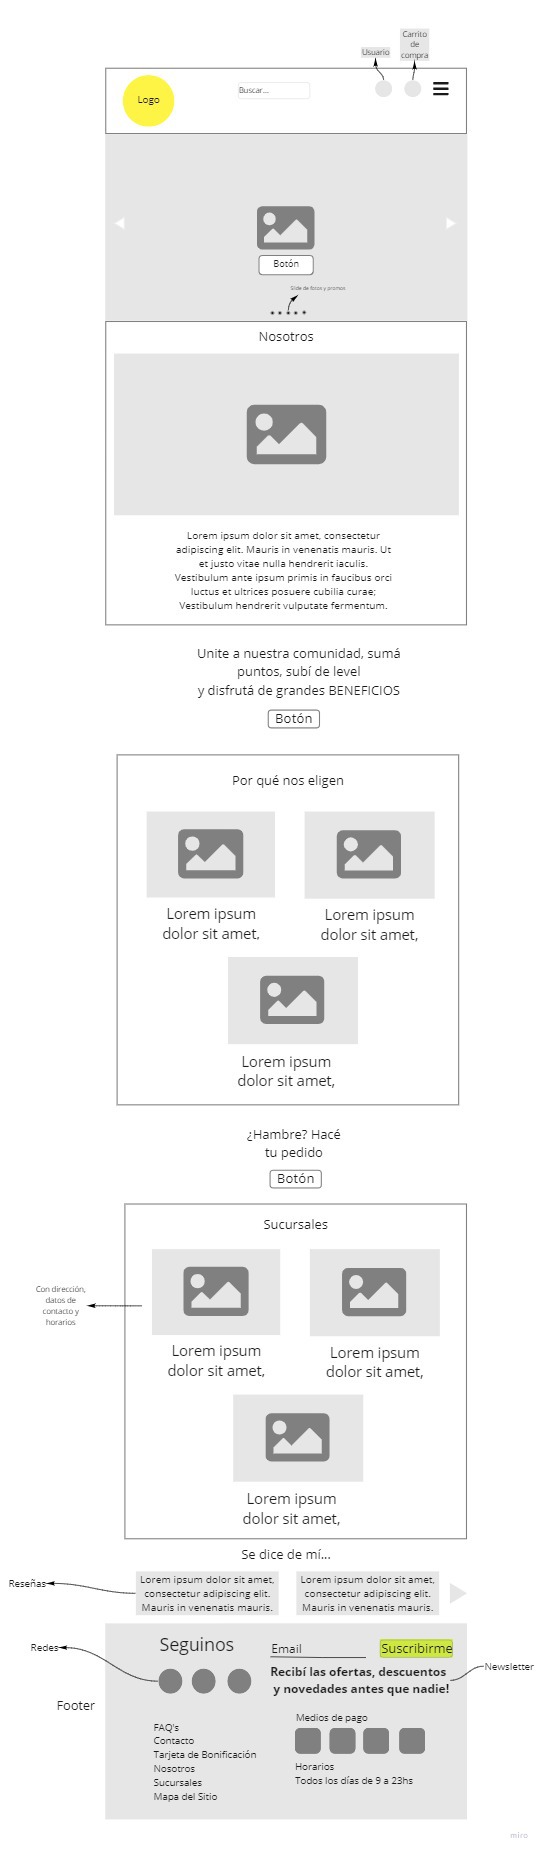 Carrito
de
compra
Usuario
Logo
Buscar...
Botón
Slide de fotos y promos
Nosotros
Lorem ipsum dolor sit amet, consectetur
adipiscing elit. Mauris in venenatis mauris. Ut
et justo vitae nulla hendrerit iaculis.
Vestibulum ante ipsum primis in faucibus orci
luctus et ultrices posuere cubilia curae;
Vestibulum hendrerit vulputate fermentum.
Unite a nuestra comunidad, sumá
puntos, subí de level
y disfrutá de grandes BENEFICIOS
Botón
Por qué nos eligen
Lorem ipsum
dolor sit amet,
Lorem ipsum
dolor sit amet,
Lorem ipsum
dolor sit amet,
¿Hambre? Hacé
tu pedido
Botón
Sucursales
Con dirección,
datos de
contacto y
horarios
Lorem ipsum
dolor sit amet,
Lorem ipsum
dolor sit amet,
Lorem ipsum
dolor sit amet,
Se dice de mí...
Reseñas
Lorem ipsum dolor sit amet,
consectetur adipiscing elit.
Mauris in venenatis mauris.
Lorem ipsum dolor sit amet,
consectetur adipiscing elit.
Mauris in venenatis mauris.
Redes
Footer
Seguinos
Email
Suscribirme
Recibí las ofertas, descuentos
y novedades antes que nadie!
Newsletter
FAQ's
Contacto
Tarjeta de Bonificación
Nosotros
Sucursales
Mapa del Sitio
Medios de pago
Horarios
Todos los días de 9 a 23hs
miro